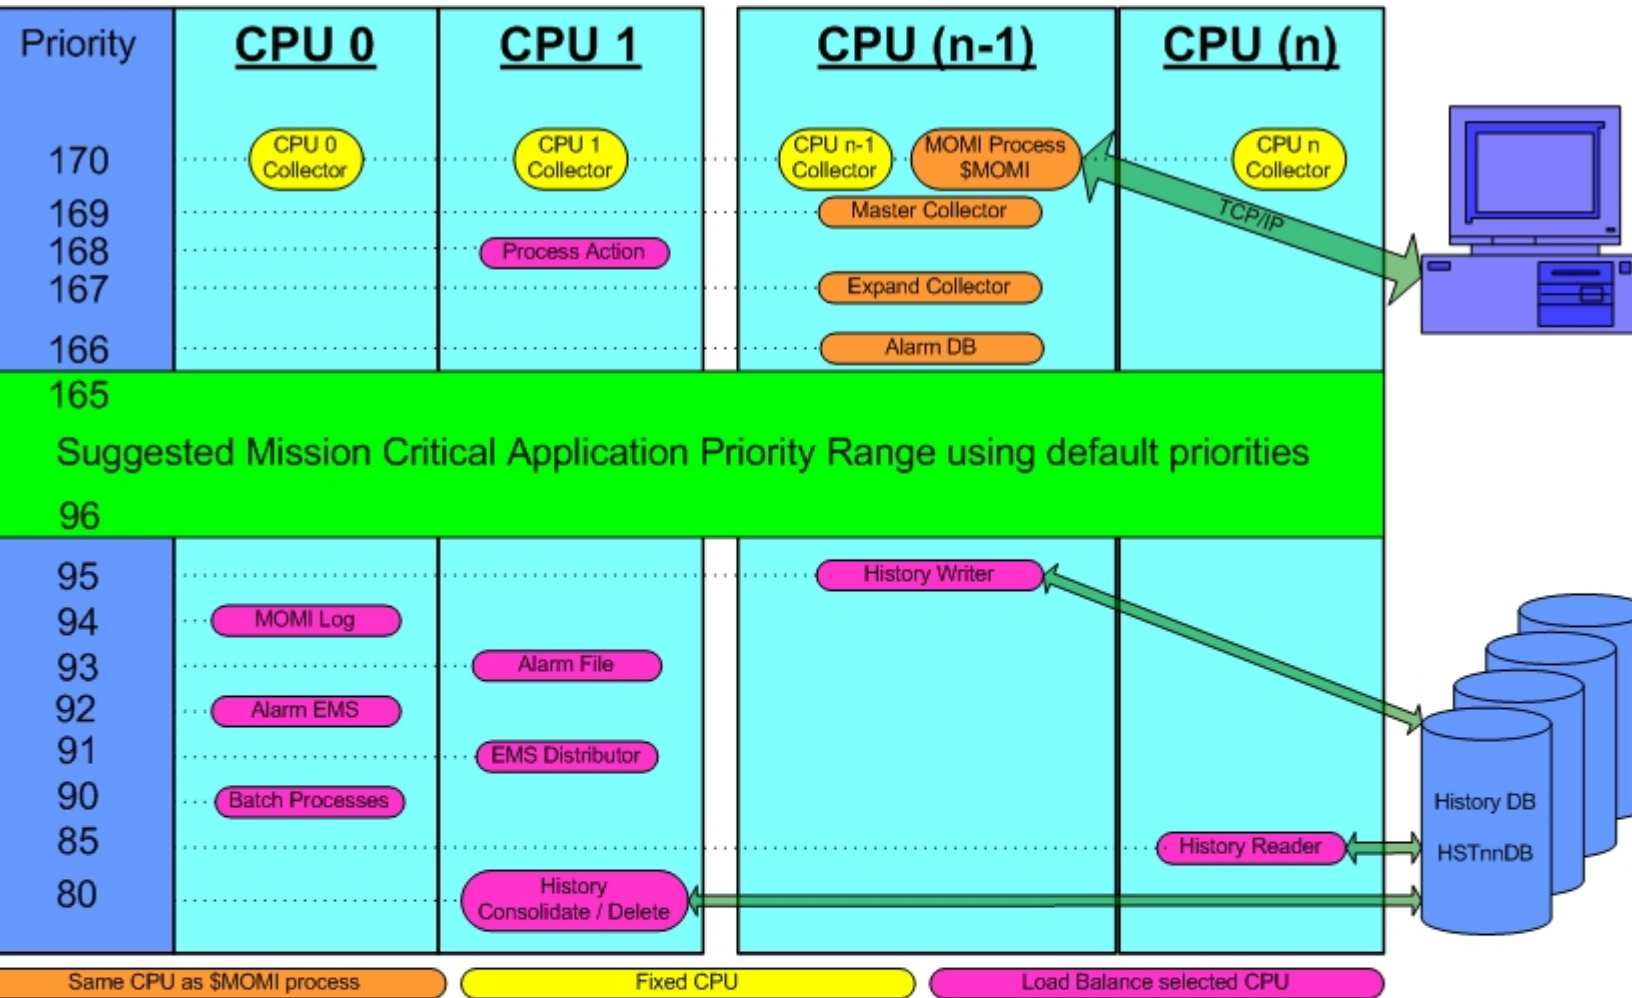 Priority
CPU 0
CPU 1
CPU (n-1)
CPU (n)
170
CPU 0
Collector
CPU 1
Collector
CPU n-1
Collector
MOMI Process
$MOMI
CPU n
Collector
TCP/IP
169
Master Collector
168
Process Action
167
Expand Collector
166
Alarm DB
165
Suggested Mission Critical Application Priority Range using default priorities
96
95
History Writer
94
MOMI Log
93
Alarm File
92
Alarm EMS
91
EMS Distributor
90
Batch Processes
85
History Reader
80
History
Consolidate / Delete
History DB
HSTnnDB
Same CPU as $MOMI process
Fixed CPU
Load Balance selected CPU